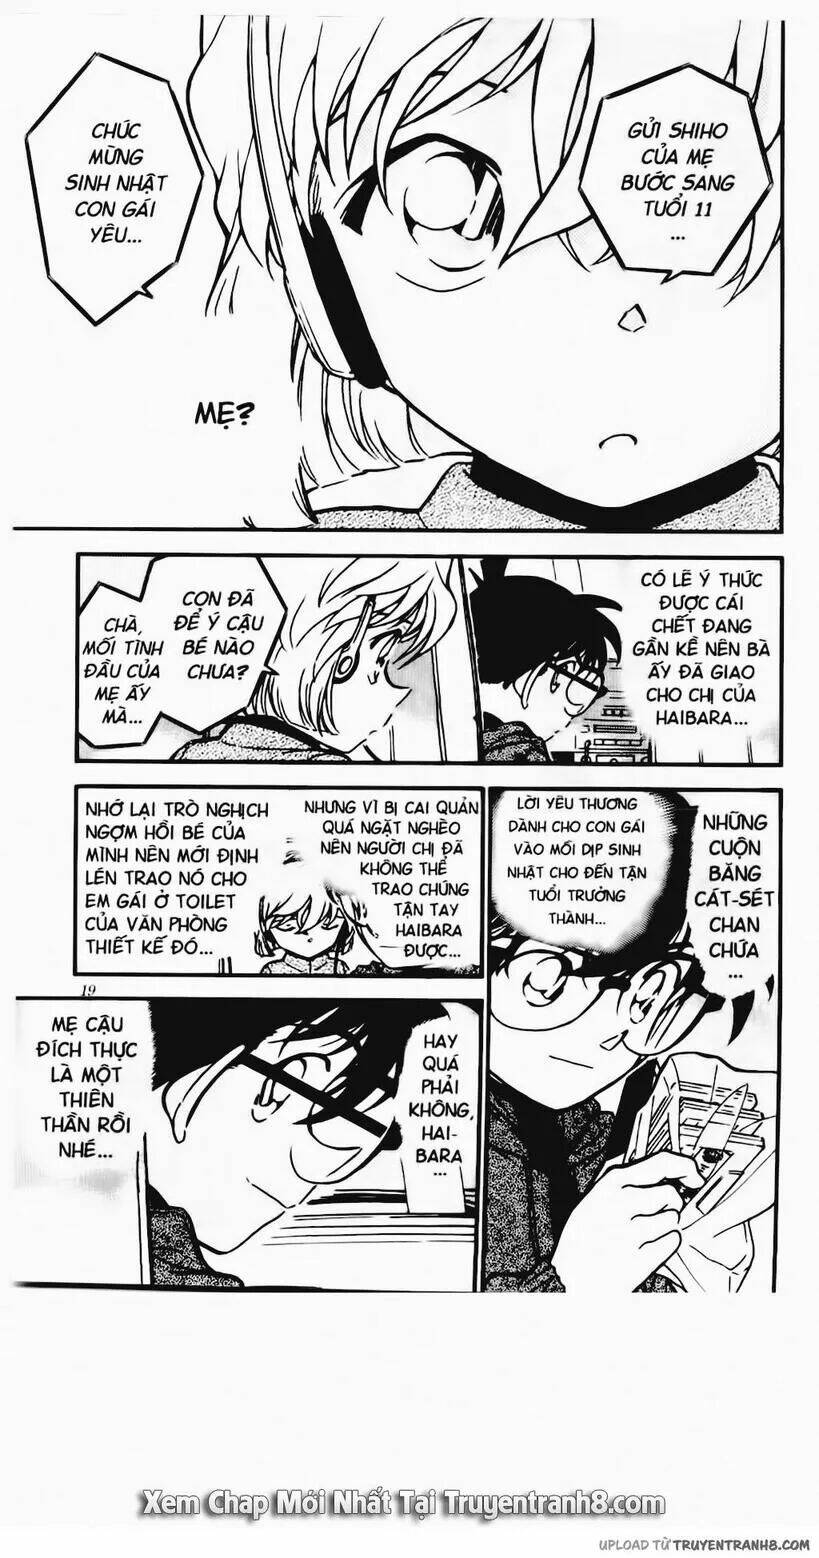 GỬI SHIHO
CỦA MẸ
BƯỚC SANG
TUỔI 11
...
CHÚC
MỪNG
SINH NHẬT
CON GÁI
YÊU...
MẸ?
CÓ LẼ Ý THỨC
ĐƯỢC CÁI
CHẾT ĐANG
GẦN KỀ NÊN BÀ
ẤY ĐÃ GIAO
CHO CHỊ CỦA
HAIBARA...
CON ĐÃ
ĐỂ Ý CẬU
BÉ NÀO
CHƯA?
CHÀ,
MỐI TÌNH
ĐẦU CỦA
MẸ ẤY
MÀ...
NHỮNG
CUỘN
BĂNG
CÁT-SÉT
CHAN
CHỨA
...
LỜI YÊU THƯƠNG
DÀNH CHO CON GÁI
VÀO MỖI DỊP SINH
NHẬT CHO ĐẾN TẬN
TUỔI TRƯỞNG
THÀNH...
NHƯNG VÌ BỊ CAI QUẢN
QUÁ NGẶT NGHÈO
NÊN NGƯỜI CHỊ ĐÃ
KHÔNG THỂ
TRAO CHÚNG
TẬN TAY
HAIBARA
ĐƯỢC...
NHỚ LẠI TRÒ NGHỊCH
NGỢM HỒI BÉ CỦA
MÌNH NÊN MỚI ĐỊNH
LÉN TRAO NÓ CHO
EM GÁI Ở TOILET
CỦA VĂN PHÒNG
THIẾT KẾ ĐÓ...
19
HAY
QUÁ
PHẢI
KHÔNG,
HAI-
BARA
...
MẸ CẬU
ĐÍCH THỰC
LÀ MỘT
THIÊN
THẦN RỒI
NHÉ...
Xem Chap Mới Nhất Tại Truyentranh8.com
UPLOAD TỪ TRUYENTRANH8.COM